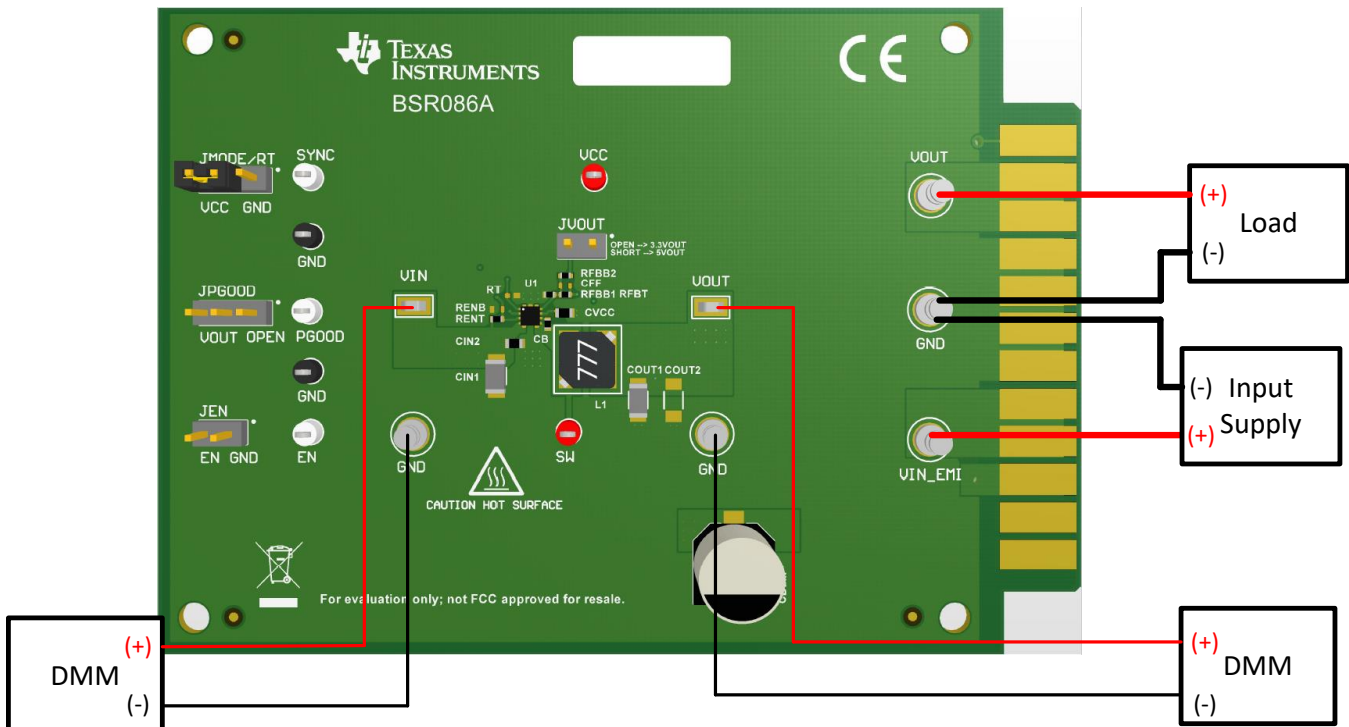 TEXAS
INSTRUMENTS
BSR086A
CE
JMODE/RT
SYNC
VCC GND
GND
VCC
JVOUT
OPEN --> 3.3VOUT
SHORT --> 5VOUT
VOUT
(+)
Load
(-)
VIN
RT
U1
RFBB2
CFF
RFBB1 RFBT
CVCC
VOUT
RENB
RENT
CIN2
CB
CIN1
L1
COUT1 COUT2
JPGOOD
VOUT OPEN PGOOD
GND
GND
(-)
Input
Supply
(+)
JEN
EN GND
EN
GND
SW
GND
VIN_EMI
777
CAUTION HOT SURFACE
For evaluation only; not FCC approved for resale.
(+)
DMM
(-)
(+)
DMM
(-)